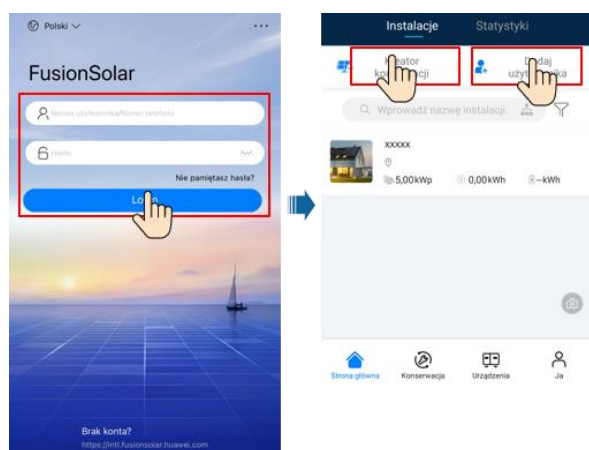 Polski
FusionSolar
Nazwa użytkownika/Numer telefonu
Hasło
Nie pamiętasz hasła?
Brak konta?
https://intl.fusionsolar.huawei.com
Instalacje
Statystyki
Wprowadź nazwę instalacji
xxxxx
5,00kWp
0,00kWh
--kWh
Strona główna
Konserwacja
Urządzenia
Ja